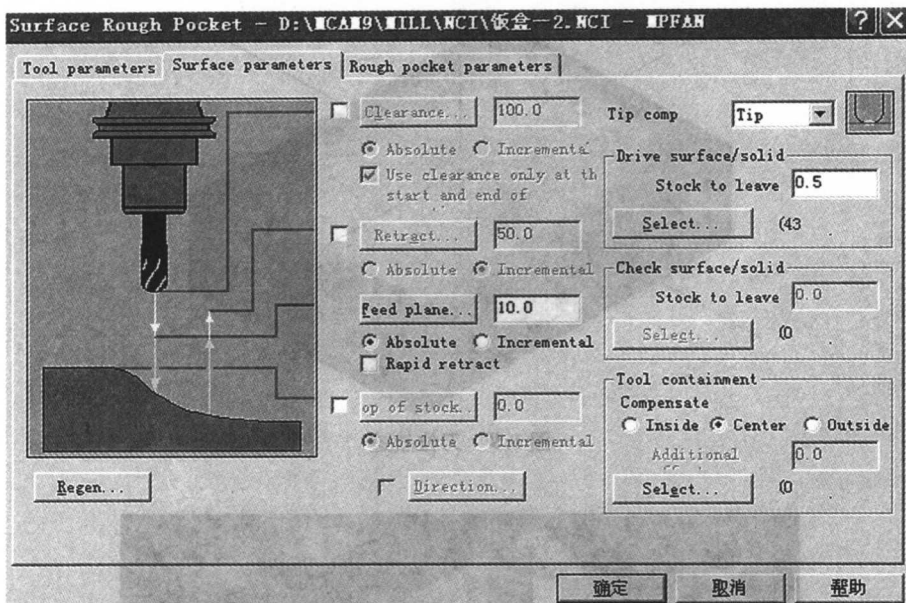 Surface Rough Pocket - D:\MCAM9\MILL\NCI\饭盒一2.NCI - MPFAN
Tool parameters
Surface parameters
Rough pocket parameters
Clearance...
100.0
Absolute
Incremental
Use clearance only at th
start and end of
Retract...
50.0
Absolute
Incremental
Feed plane...
10.0
Absolute
Incremental
Rapid retract
op of stock..
0.0
Absolute
Incremental
Direction...
Regen...
Tip comp
Tip
Drive surface/solid
Stock to leave
0.5
Select...
(43
Check surface/solid
Stock to leave
0.0
Select...
(0
Tool containment
Compensate
Inside
Center
Outside
Additional
0.0
Select...
(0
确定
取消
帮助